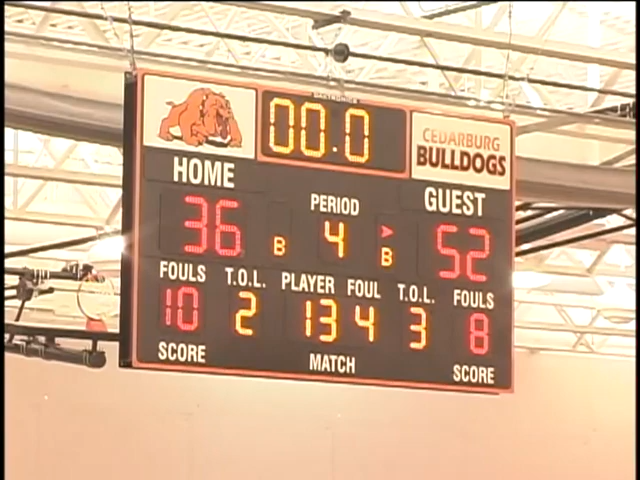 DAKTRONICS
00.0
CEDARBURG
BULLDOGS
HOME
PERIOD
GUEST
36 B 4 B 52
FOULS T.O.L. PLAYER FOUL T.O.L. FOULS
10 2 13 4 3 8
SCORE MATCH SCORE